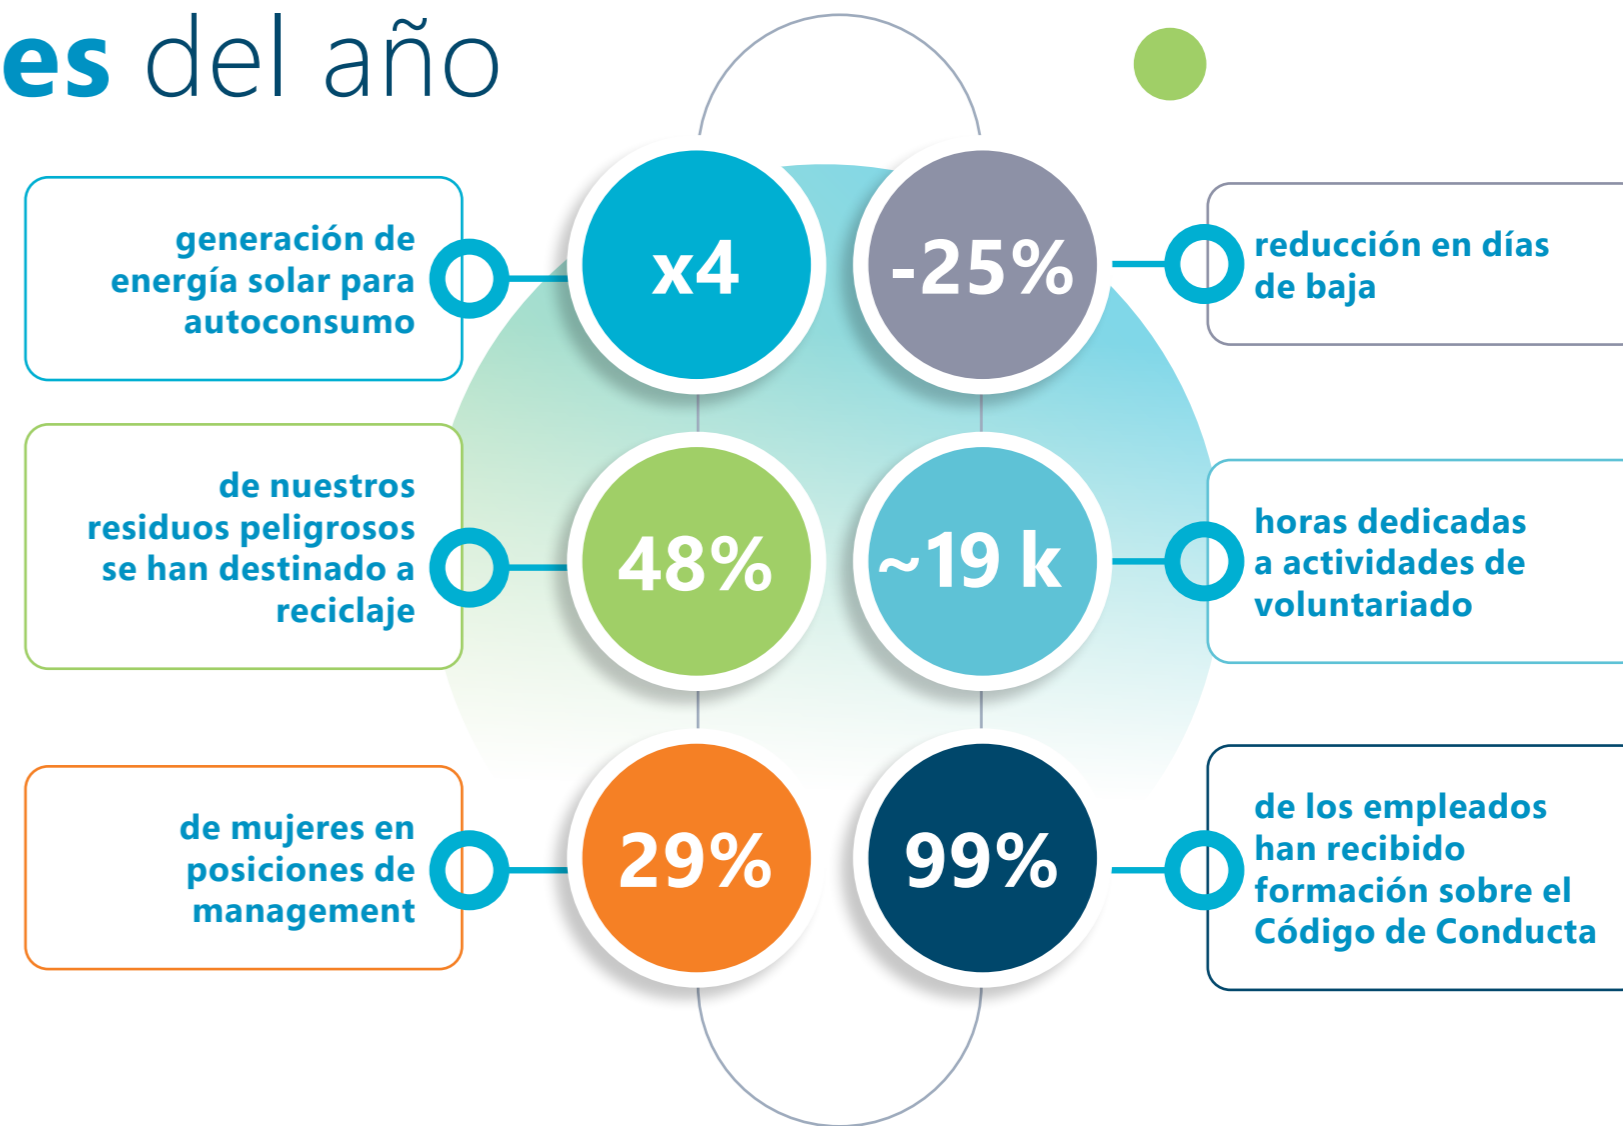 es del año
generación de
energía solar para
autoconsumo
x4
-25%
reducción en días
de baja
de nuestros
residuos peligrosos
se han destinado a
reciclaje
48%
~19 k
horas dedicadas
a actividades de
voluntariado
de mujeres en
posiciones de
management
29%
99%
de los empleados
han recibido
formación sobre el
Código de Conducta